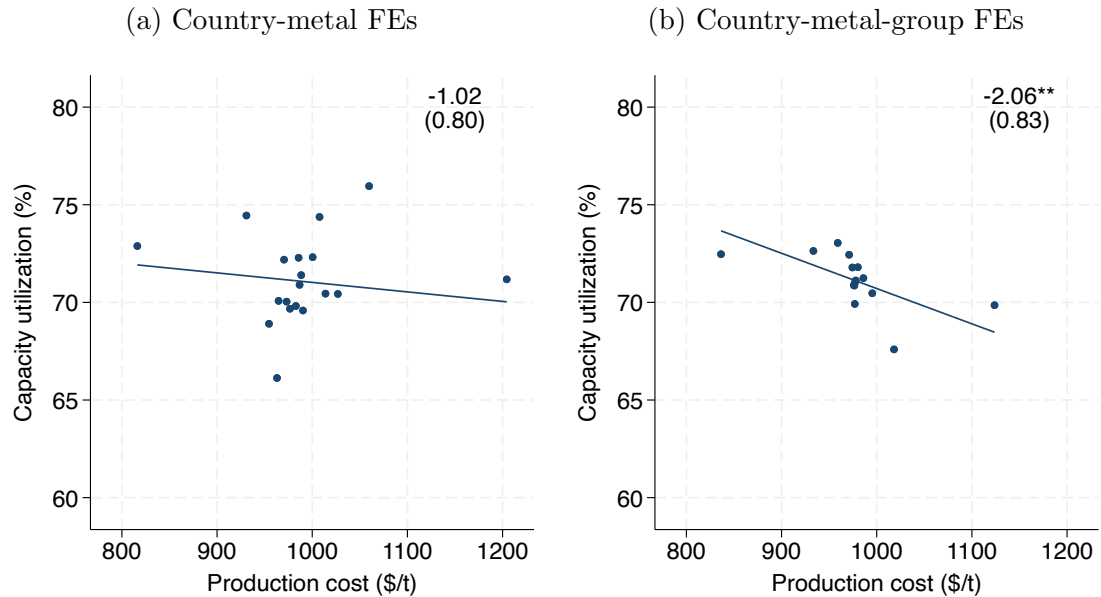 (a) Country-metal FEs
-1.02
(0.80)
80
75
70
65
60
Capacity utilization (%)
800 900 1000 1100 1200
Production cost ($/t)
(b) Country-metal-group FEs
-2.06**
(0.83)
80
75
70
65
60
Capacity utilization (%)
800 900 1000 1100 1200
Production cost ($/t)